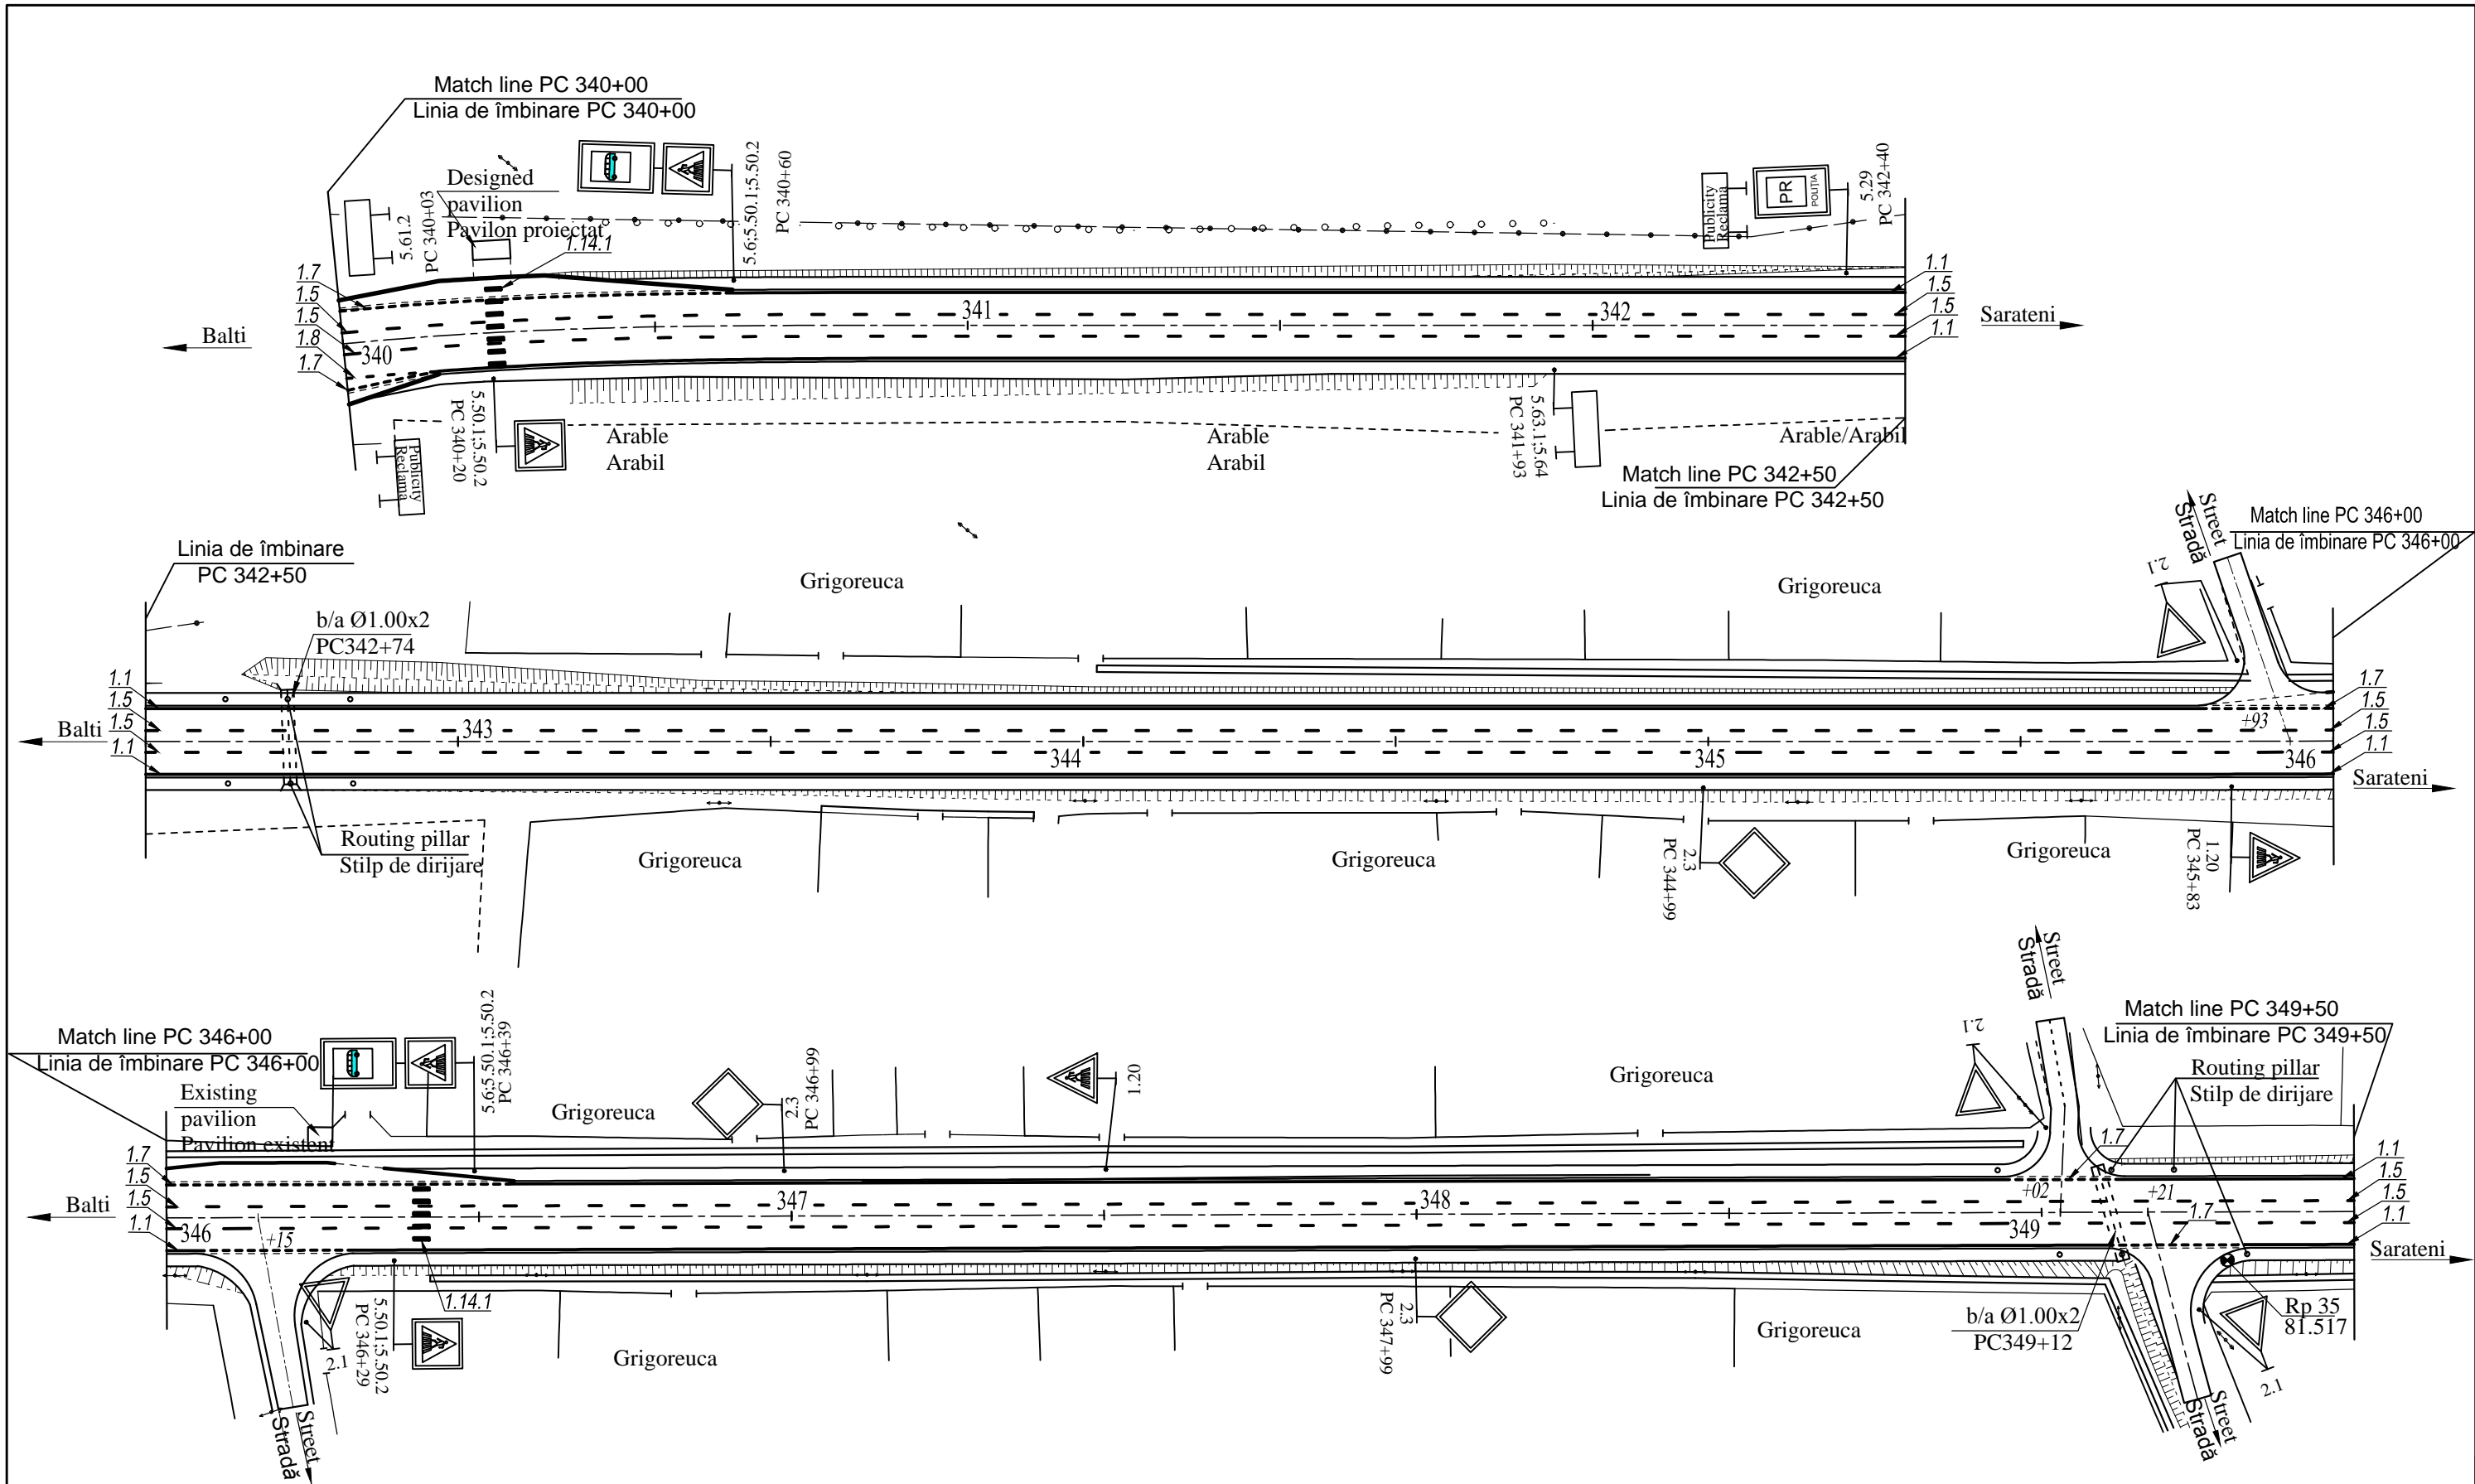 Match line PC 340+00
Linia de îmbinare PC 340+00
5.61.2
PC 340+03
Designed
pavilion
Pavilon proiectat
1.14.1
5.6;5.50.1;5.50.2
PC 340+60
Publicity
Reclamă
PR
POLIŢIA
5.29
PC 342+40
1.7
1.5
1.5
1.8
1.7
Balti
340
341
342
1.1
1.5
1.5
1.1
Sarateni
Publicity
Reclamă
5.50.1;5.50.2
PC 340+20
Arable
Arabil
Arable
Arabil
5.63.1;5.64
PC 341+93
Arable/Arabil
Match line PC 342+50
Linia de îmbinare PC 342+50
Linia de îmbinare
PC 342+50
b/a Ø1.00x2
PC342+74
Grigoreuca
Grigoreuca
2.1
Street
Stradă
Match line PC 346+00
Linia de îmbinare PC 346+00
1.1
1.5
1.5
1.1
Balti
343
344
345
+93
346
1.7
1.5
1.5
1.1
Sarateni
Routing pillar
Stilp de dirijare
Grigoreuca
Grigoreuca
2.3
PC 344+99
Grigoreuca
1.20
PC 345+83
Match line PC 346+00
Linia de îmbinare PC 346+00
Existing
pavilion
Pavilion existent
5.6;5.50.1;5.50.2
PC 346+39
Grigoreuca
2.3
PC 346+99
1.20
Grigoreuca
2.1
Street
Stradă
Match line PC 349+50
Linia de îmbinare PC 349+50
Routing pillar
Stilp de dirijare
1.7
1.5
1.5
1.1
Balti
346
+15
347
348
349
+02
+21
1.7
1.7
1.1
1.5
1.5
1.1
Sarateni
2.1
Street
Stradă
5.50.1;5.50.2
PC 346+29
1.14.1
Grigoreuca
2.3
PC 347+99
Grigoreuca
b/a Ø1.00x2
PC349+12
Rp 35
81.517
2.1
Street
Stradă